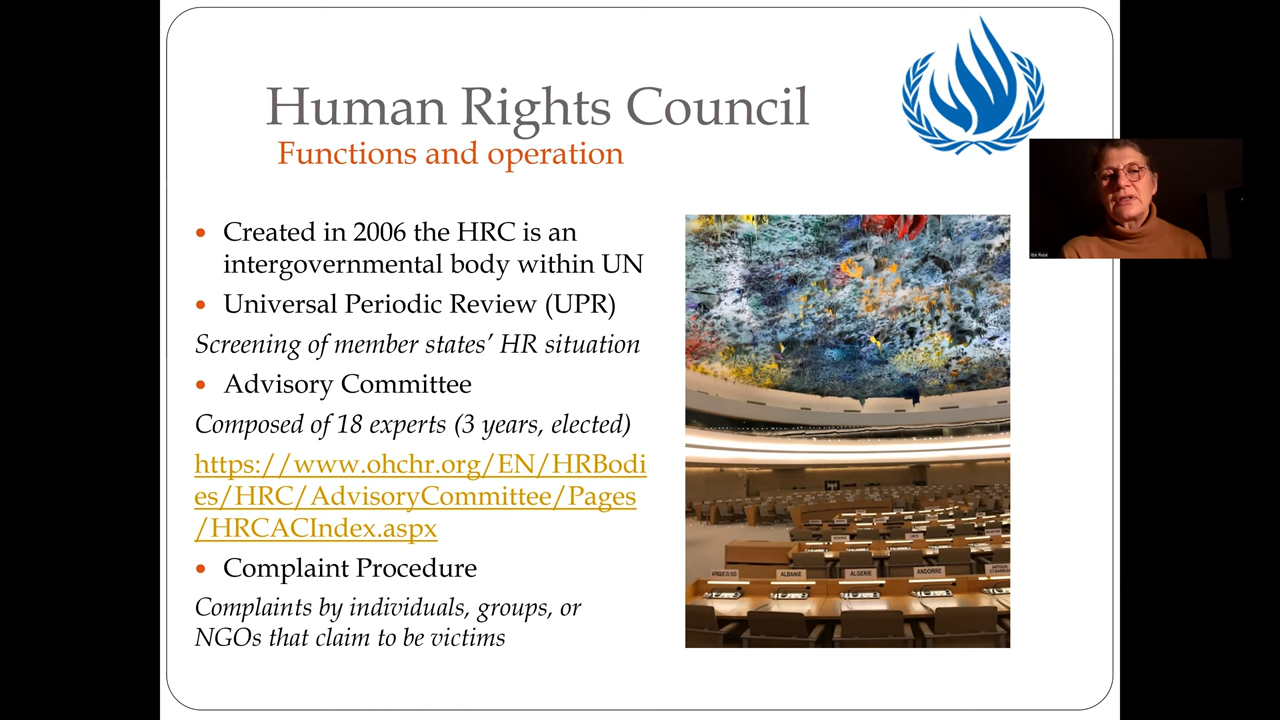 Human Rights Council
Functions and operation
• Created in 2006 the HRC is an
intergovernmental body within UN
• Universal Periodic Review (UPR)
Screening of member states’ HR situation
• Advisory Committee
Composed of 18 experts (3 years, elected)
https://www.ohchr.org/EN/HRBodi
es/HRC/AdvisoryCommittee/Pages
/HRCACIndex.aspx
• Complaint Procedure
Complaints by individuals, groups, or
NGOs that claim to be victims
AFRIQUE DU SUD
ALBANIE
ALGERIE
ANDORRE